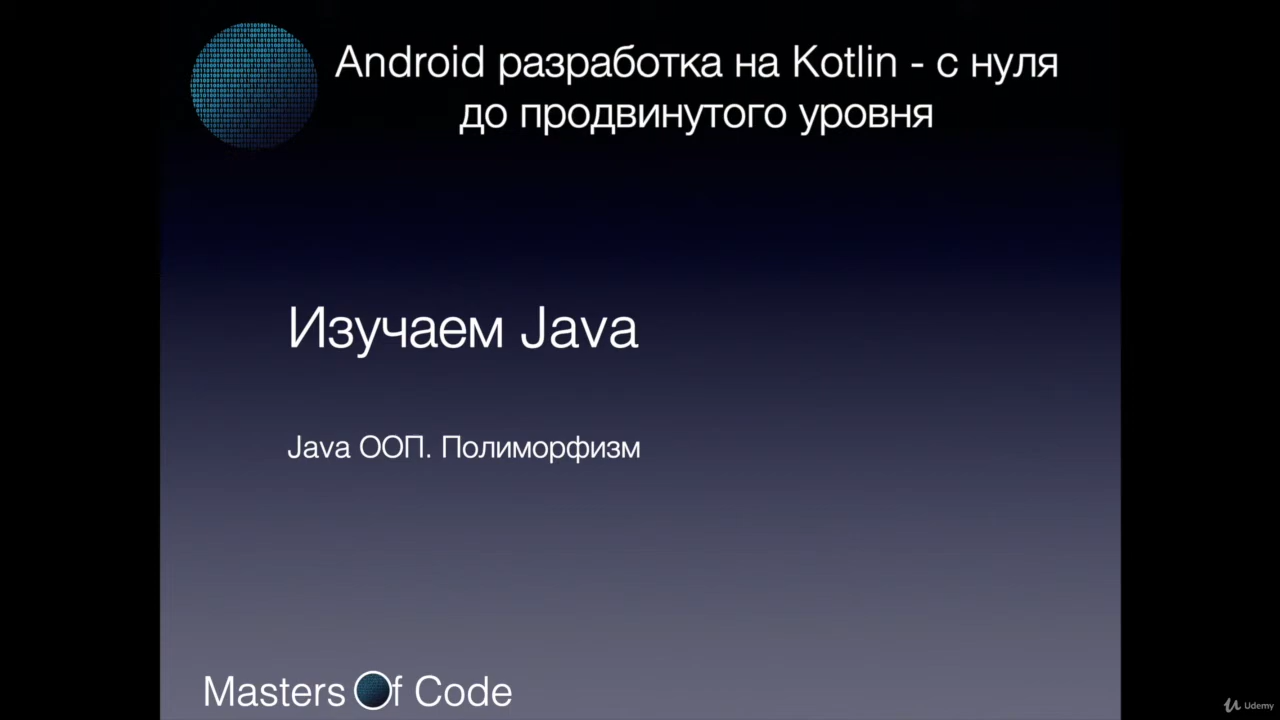 Android разработка на Kotlin - с нуля
до продвинутого уровня
Изучаем Java
Java ООП. Полиморфизм
Masters Of Code
Udemy